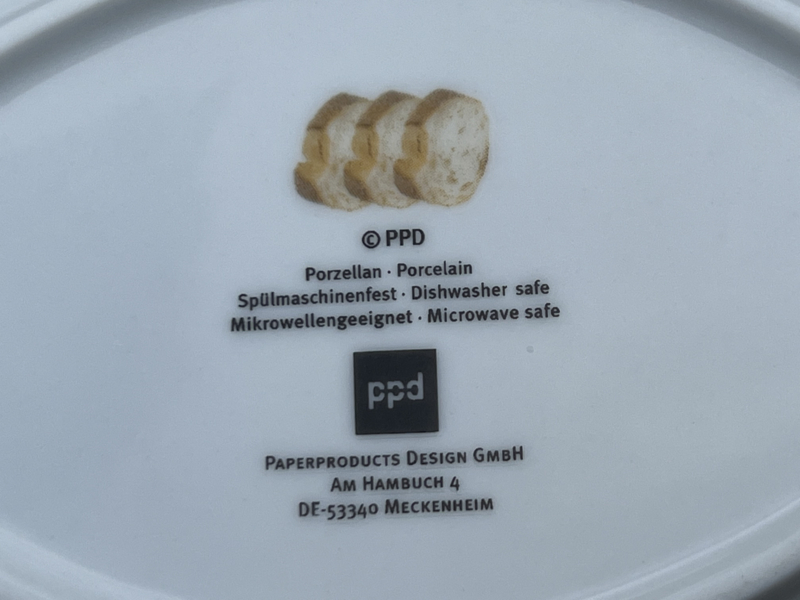 © PPD
Porzellan · Porcelain
Spülmaschinenfest · Dishwasher safe
Mikrowellengeeignet · Microwave safe
ppd
PAPERPRODUCTS DESIGN GMBH
AM HAMBUCH 4
DE-53340 MECKENHEIM